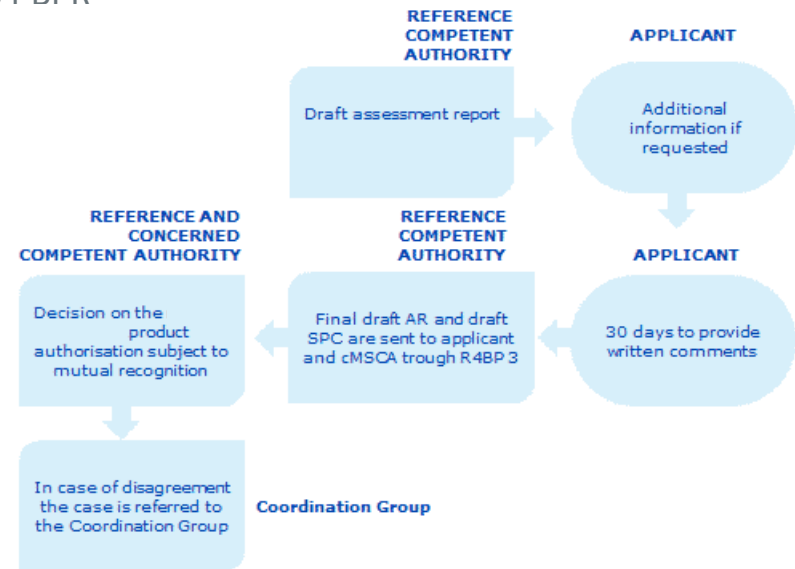 REFERENCE
COMPETENT
AUTHORITY
APPLICANT
Draft assessment report
Additional
information if
requested
REFERENCE AND
CONCERNED
COMPETENT AUTHORITY
REFERENCE
COMPETENT
AUTHORITY
APPLICANT
Decision on the
product
authorisation subject to
mutual recognition
Final draft AR and draft
SPC are sent to applicant
and cMSCA trough R4BP 3
30 days to provide
written comments
In case of disagreement
the case is referred to
the Coordination Group
Coordination Group